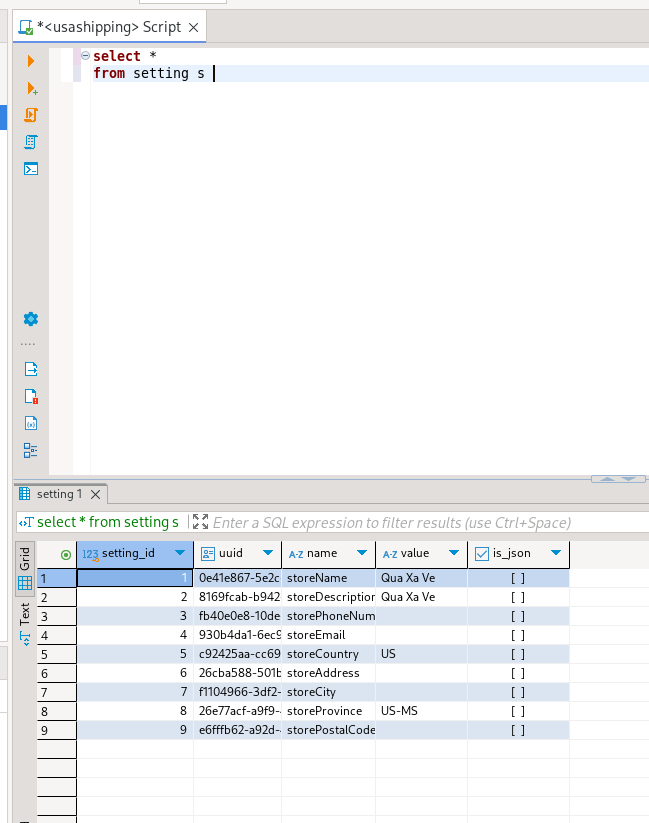 *<usashipping> Script
select *
from setting s
setting 1
select * from setting s
Enter a SQL expression to filter results (use Ctrl+Space)
Grid
Text
123 setting_id
uuid
A-Z name
A-Z value
is_json
1 1 0e41e867-5e2c storeName Qua Xa Ve [ ]
2 2 8169fcab-b942 storeDescription Qua Xa Ve [ ]
3 3 fb40e0e8-10de storePhoneNum [ ]
4 4 930b4da1-6ec9 storeEmail [ ]
5 5 c92425aa-cc69 storeCountry US [ ]
6 6 26cba588-501b storeAddress [ ]
7 7 f1104966-3df2- storeCity [ ]
8 8 26e77acf-a9f9- storeProvince US-MS [ ]
9 9 e6fffb62-a92d- storePostalCode [ ]